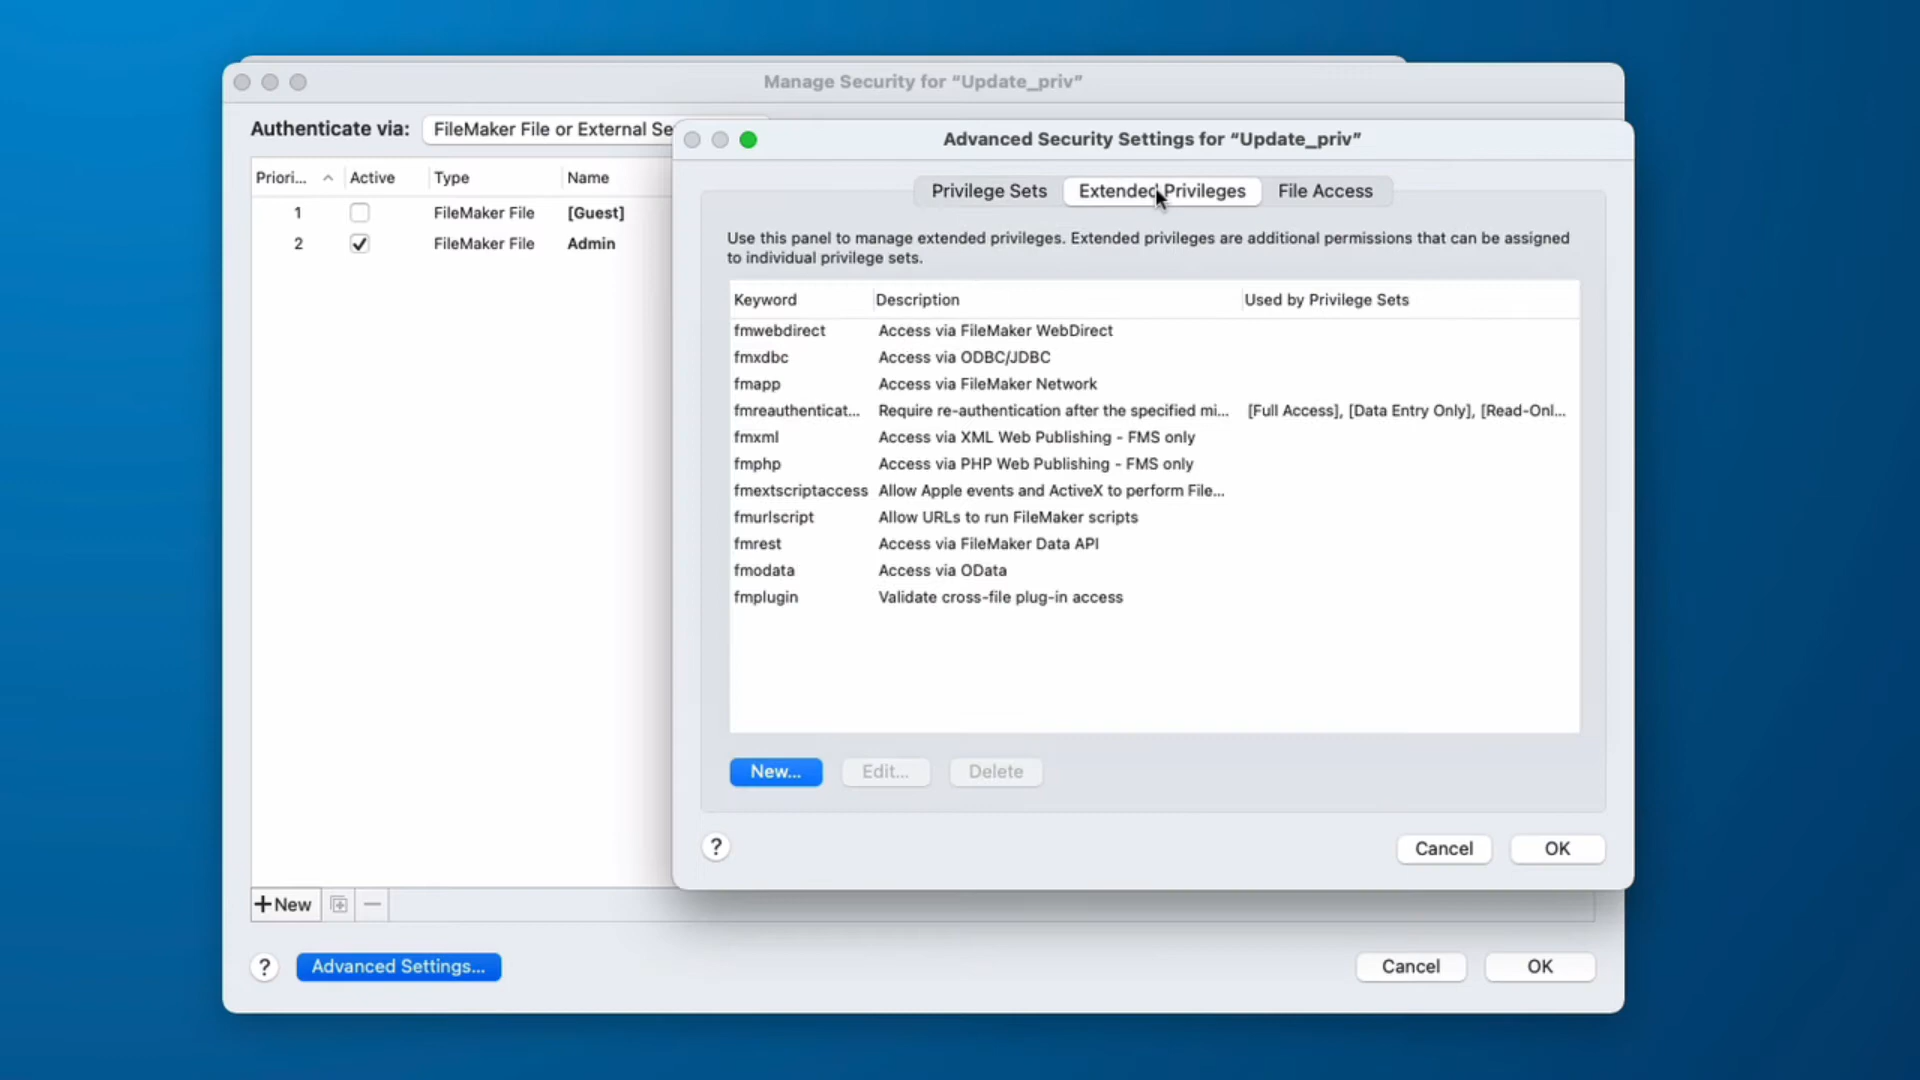 Manage Security for “Update_priv”
Authenticate via: FileMaker File or External Se
Priori... Active Type Name
1 FileMaker File [Guest]
2 FileMaker File Admin
+ New
? Advanced Settings... Cancel OK
Advanced Security Settings for “Update_priv”
Privilege Sets Extended Privileges File Access
Use this panel to manage extended privileges. Extended privileges are additional permissions that can be assigned
to individual privilege sets.
Keyword Description Used by Privilege Sets
fmwebdirect Access via FileMaker WebDirect
fmxdbc Access via ODBC/JDBC
fmapp Access via FileMaker Network
fmreauthenticat... Require re-authentication after the specified mi... [Full Access], [Data Entry Only], [Read-Onl...
fmxml Access via XML Web Publishing - FMS only
fmphp Access via PHP Web Publishing - FMS only
fmextscriptaccess Allow Apple events and ActiveX to perform File...
fmurlscript Allow URLs to run FileMaker scripts
fmrest Access via FileMaker Data API
fmodata Access via OData
fmplugin Validate cross-file plug-in access
New... Edit... Delete
? Cancel OK